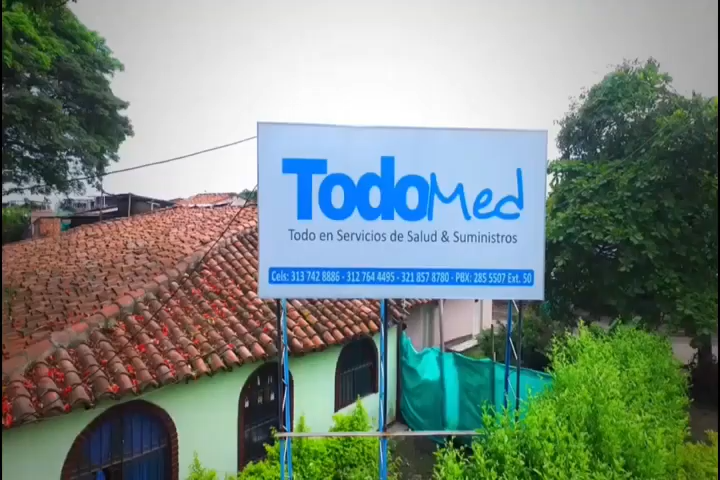 TodoMed
Todo en Servicios de Salud & Suministros
Cels: 313 742 8886 - 312 764 4495 - 321 857 8780 - PBX: 285 5507 Ext. 50